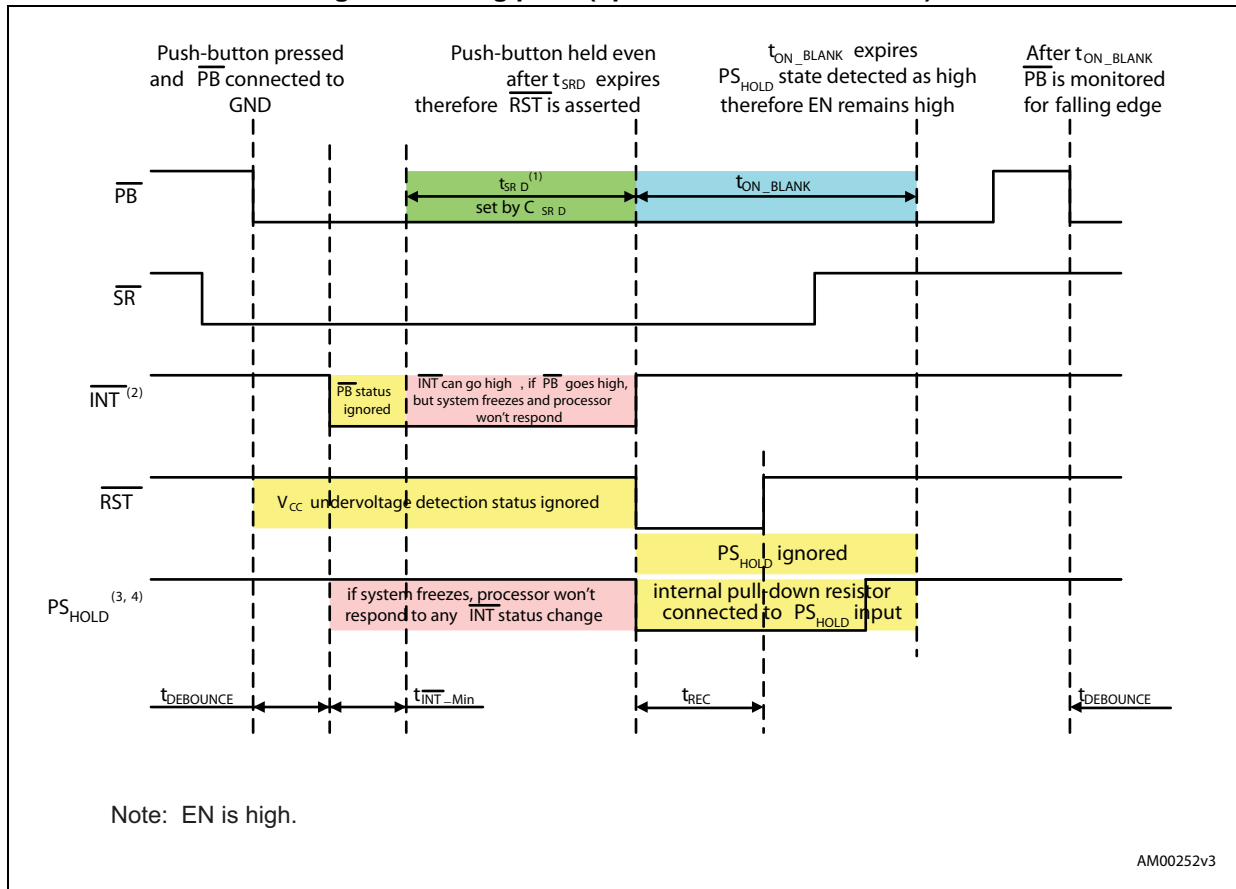 Push-button pressed
and PB connected to
GND
Push-button held even
after tSRD expires
therefore RST is asserted
tON_BLANK expires
PSHOLD state detected as high
therefore EN remains high
After tON_BLANK
PB is monitored
for falling edge
PB
tSR D(1)
set by C SR D
tON_BLANK
SR
INT (2)
PB status
ignored
INT can go high , if PB goes high,
but system freezes and processor
won't respond
RST
VCC undervoltage detection status ignored
PSHOLD ignored
PSHOLD (3, 4)
if system freezes, processor won't
respond to any INT status change
internal pull-down resistor
connected to PSHOLD input
tDEBOUNCE
tINT_Min
tREC
tDEBOUNCE
Note: EN is high.
AM00252v3